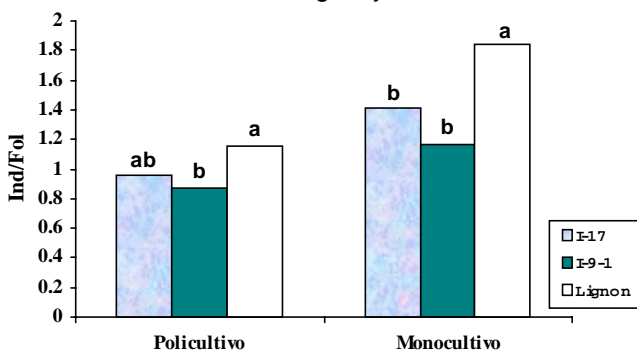 2
1.8
1.6
1.4
1.2
1
0.8
0.6
0.4
0.2
0
Ind/Fol
ab b a
b b a
Policultivo Monocultivo
I-17
I-9-1
Lignon